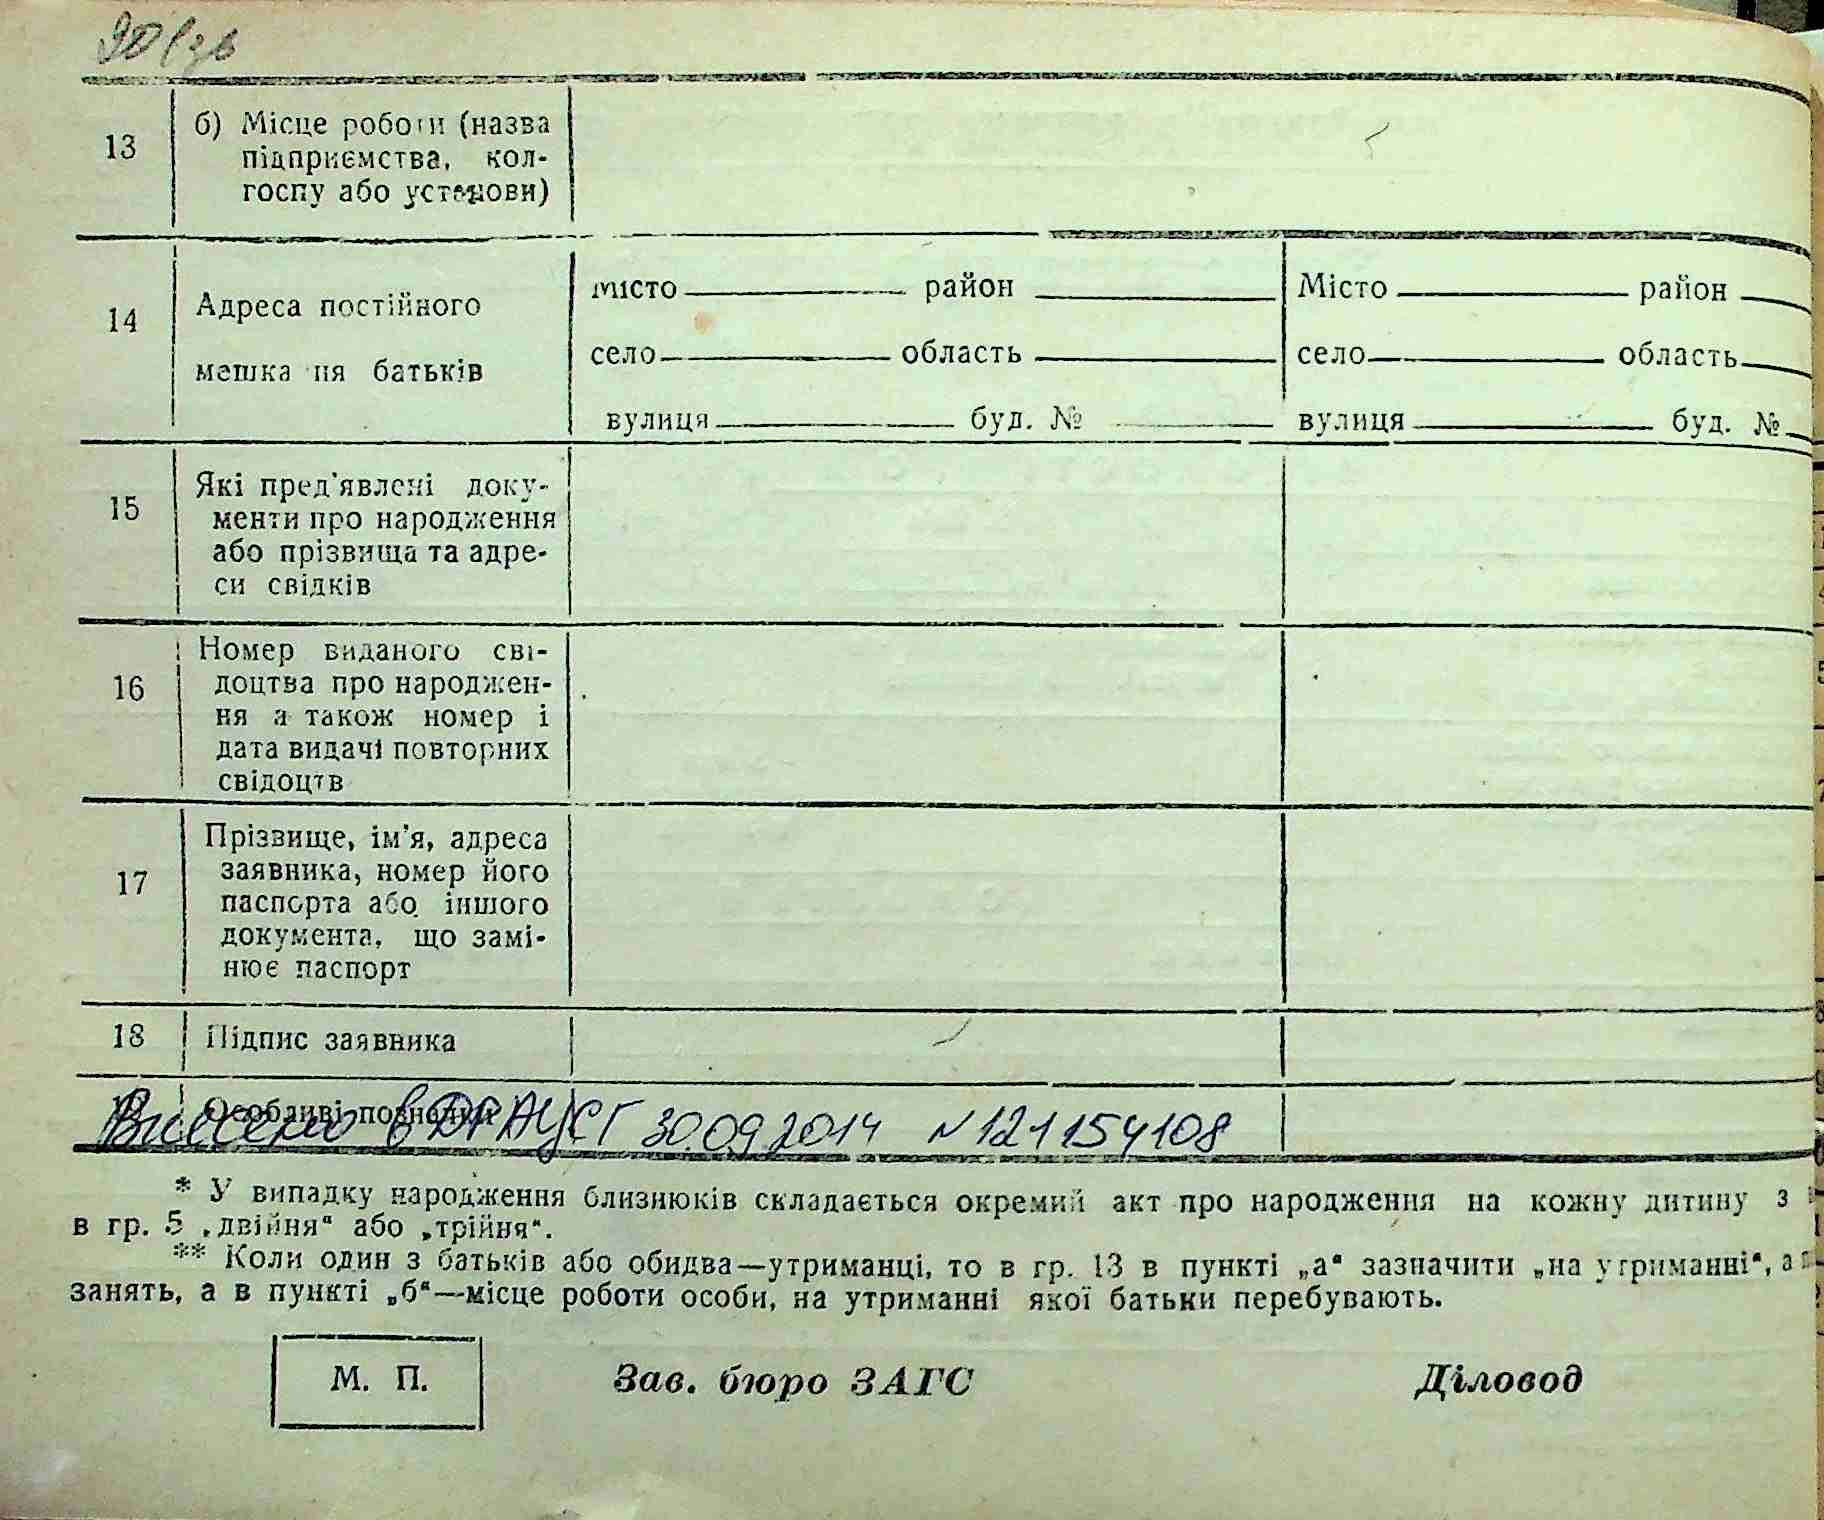 90 взв
13
б) Місце роботи (назва
підприємства, кол-
госпу або установи)
14
Адреса постійного
мешка ня батьків
місто район
село область
вулиця буд. №
Місто район
село область
вулиця буд. №
15
Які пред'явлені доку-
менти про народження
або прізвища та адре-
си свідків
16
Номер виданого сві-
доцтва про народжен-
ня а також номер і
дата видачі повторних
свідоцтв
17
Прізвище, ім'я, адреса
заявника, номер його
паспорта або іншого
документа, що замі-
нює паспорт
18
Підпис заявника
Особливі позначки
Внесено в ДРАЦСГ 30.09.2014 N121154108
* У випадку народження близнюків складається окремий акт про народження на кожну дитину з
в гр. 5 „двійня“ або „трійня“.
** Коли один з батьків або обидва—утриманці, то в гр. 13 в пункті „а“ зазначити „на утриманні“, а
занять, а в пункті „б“—місце роботи особи, на утриманні якої батьки перебувають.
М. П.
Зав. бюро ЗАГС
Діловод